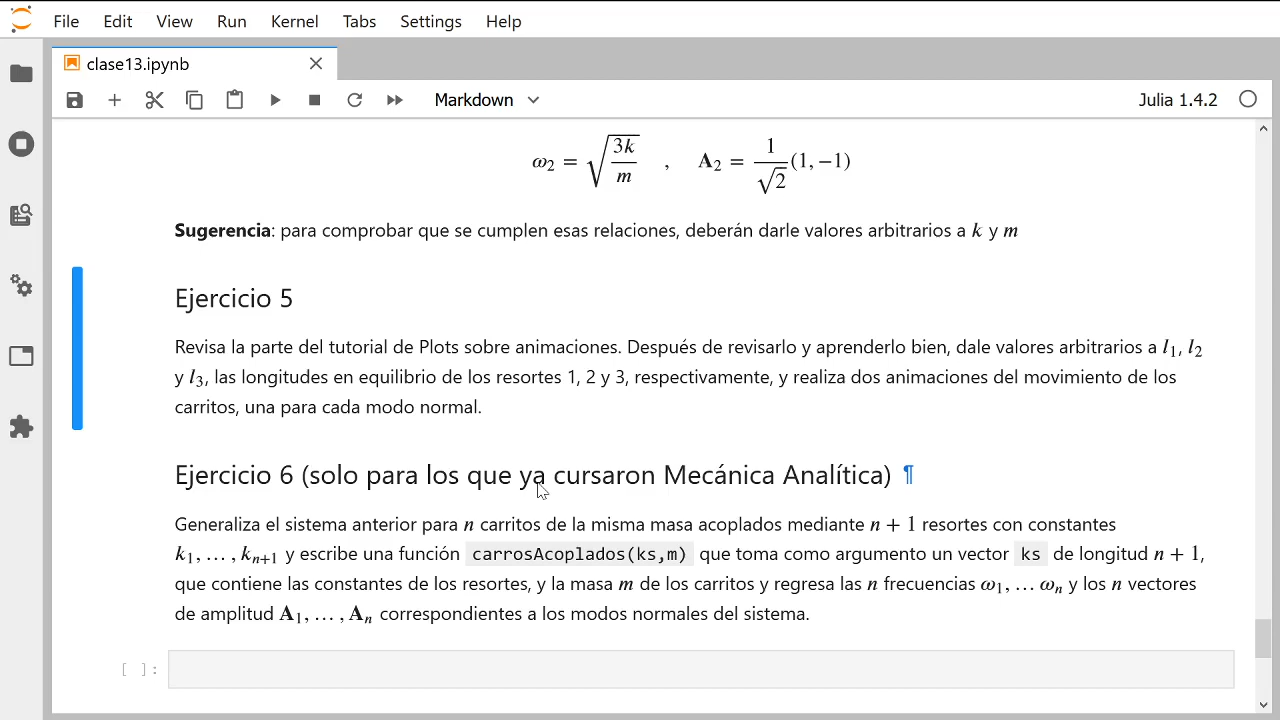 File Edit View Run Kernel Tabs Settings Help
clase13.ipynb
Markdown
Julia 1.4.2
ω₂ = √(3k/m) , A₂ = 1/√2 (1, −1)
Sugerencia: para comprobar que se cumplen esas relaciones, deberán darle valores arbitrarios a k y m
Ejercicio 5
Revisa la parte del tutorial de Plots sobre animaciones. Después de revisarlo y aprenderlo bien, dale valores arbitrarios a l₁, l₂
y l₃, las longitudes en equilibrio de los resortes 1, 2 y 3, respectivamente, y realiza dos animaciones del movimiento de los
carritos, una para cada modo normal.
Ejercicio 6 (solo para los que ya cursaron Mecánica Analítica) ¶
Generaliza el sistema anterior para n carritos de la misma masa acoplados mediante n + 1 resortes con constantes
k₁, … , kₙ₊₁ y escribe una función carrosAcoplados(ks,m) que toma como argumento un vector ks de longitud n + 1,
que contiene las constantes de los resortes, y la masa m de los carritos y regresa las n frecuencias ω₁, … ωₙ y los n vectores
de amplitud A₁, … , Aₙ correspondientes a los modos normales del sistema.
[ ]: